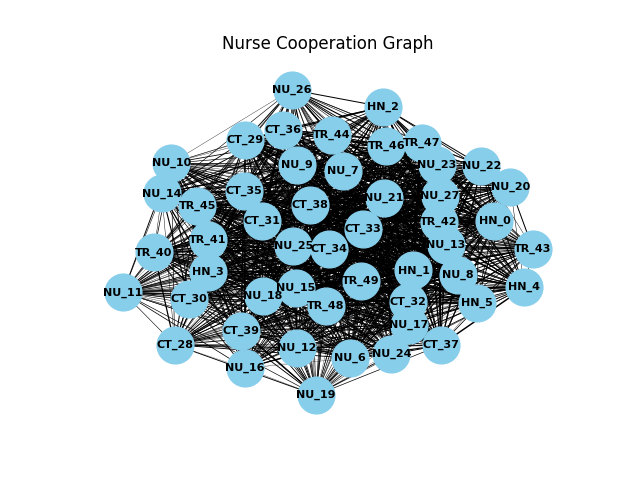 Nurse Cooperation Graph
NU_26
HN_2
CT_36
TR_44
CT_29
TR_46
TR_47
NU_10
NU_9
NU_7
NU_23
NU_22
NU_14
CT_35
NU_27
NU_20
TR_45
CT_38
NU_21
CT_31
TR_42
HN_0
CT_33
TR_41
NU_25
CT_34
NU_13
TR_43
TR_40
HN_3
HN_1
NU_8
NU_11
CT_30
NU_18
NU_15
TR_49
HN_4
TR_48
CT_32
HN_5
NU_17
CT_39
CT_28
NU_12
NU_6
NU_24
CT_37
NU_16
NU_19